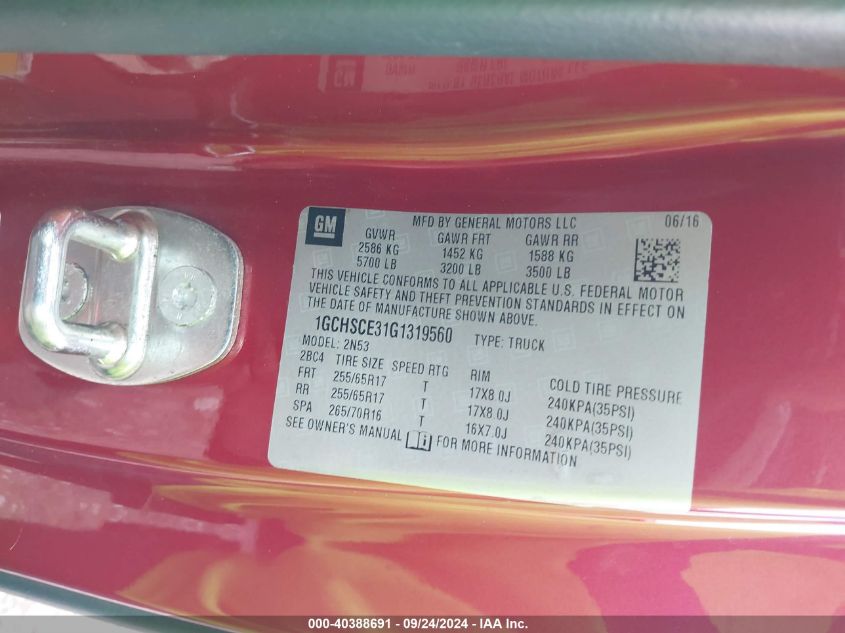 GM
MFD BY GENERAL MOTORS LLC
06/16
GVWR GAWR FRT GAWR RR
2586 KG 1452 KG 1588 KG
5700 LB 3200 LB 3500 LB
THIS VEHICLE CONFORMS TO ALL APPLICABLE U.S. FEDERAL MOTOR
VEHICLE SAFETY AND THEFT PREVENTION STANDARDS IN EFFECT ON
THE DATE OF MANUFACTURE SHOWN ABOVE.
1GCHSCE31G1319560 TYPE: TRUCK
MODEL: 2N53
2BC4 TIRE SIZE SPEED RTG RIM COLD TIRE PRESSURE
FRT 255/65R17 T 17X8.0J 240KPA(35PSI)
RR 255/65R17 T 17X8.0J 240KPA(35PSI)
SPA 265/70R16 T 16X7.0J 240KPA(35PSI)
SEE OWNER'S MANUAL FOR MORE INFORMATION
000-40388691 - 09/24/2024 - IAA Inc.